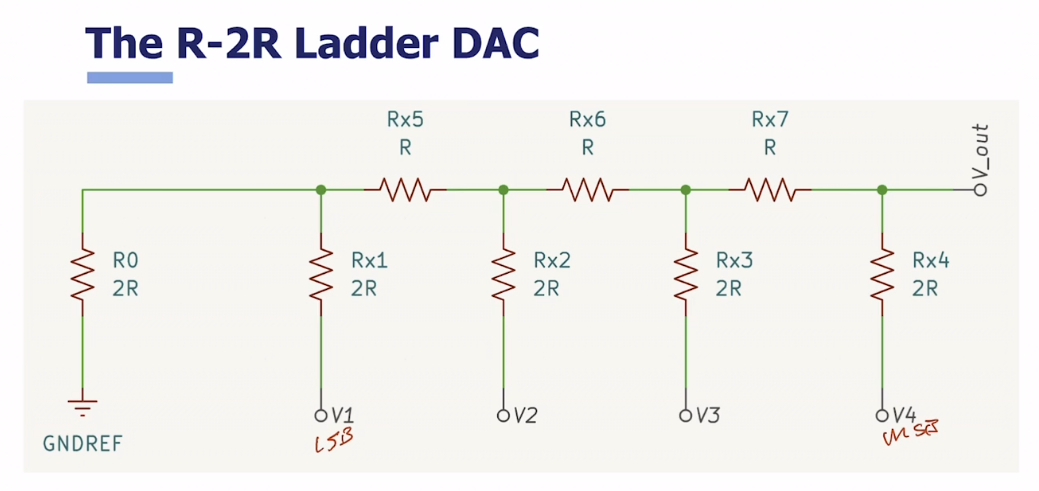 The R-2R Ladder DAC
Rx5
R
Rx6
R
Rx7
R
V_out
R0
2R
Rx1
2R
Rx2
2R
Rx3
2R
Rx4
2R
GNDREF
V1
LSB
V2
V3
V4
MSB